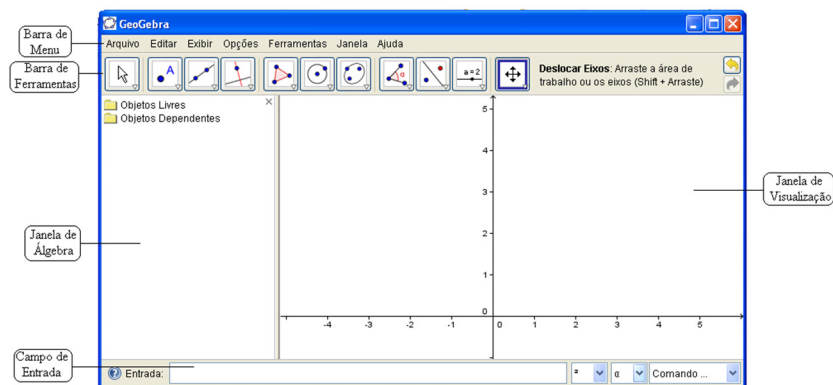 GeoGebra
Barra de
Menu
Arquivo Editar Exibir Opções Ferramentas Janela Ajuda
Barra de
Ferramentas
A
α
a=2
Deslocar Eixos: Arraste a área de
trabalho ou os eixos (Shift + Arraste)
Objetos Livres
Objetos Dependentes
5
4
3
2
1
0
-4 -3 -2 -1 0 1 2 3 4 5
Janela de
Visualização
Janela de
Álgebra
Campo de
Entrada
Entrada:
²
α
Comando ...